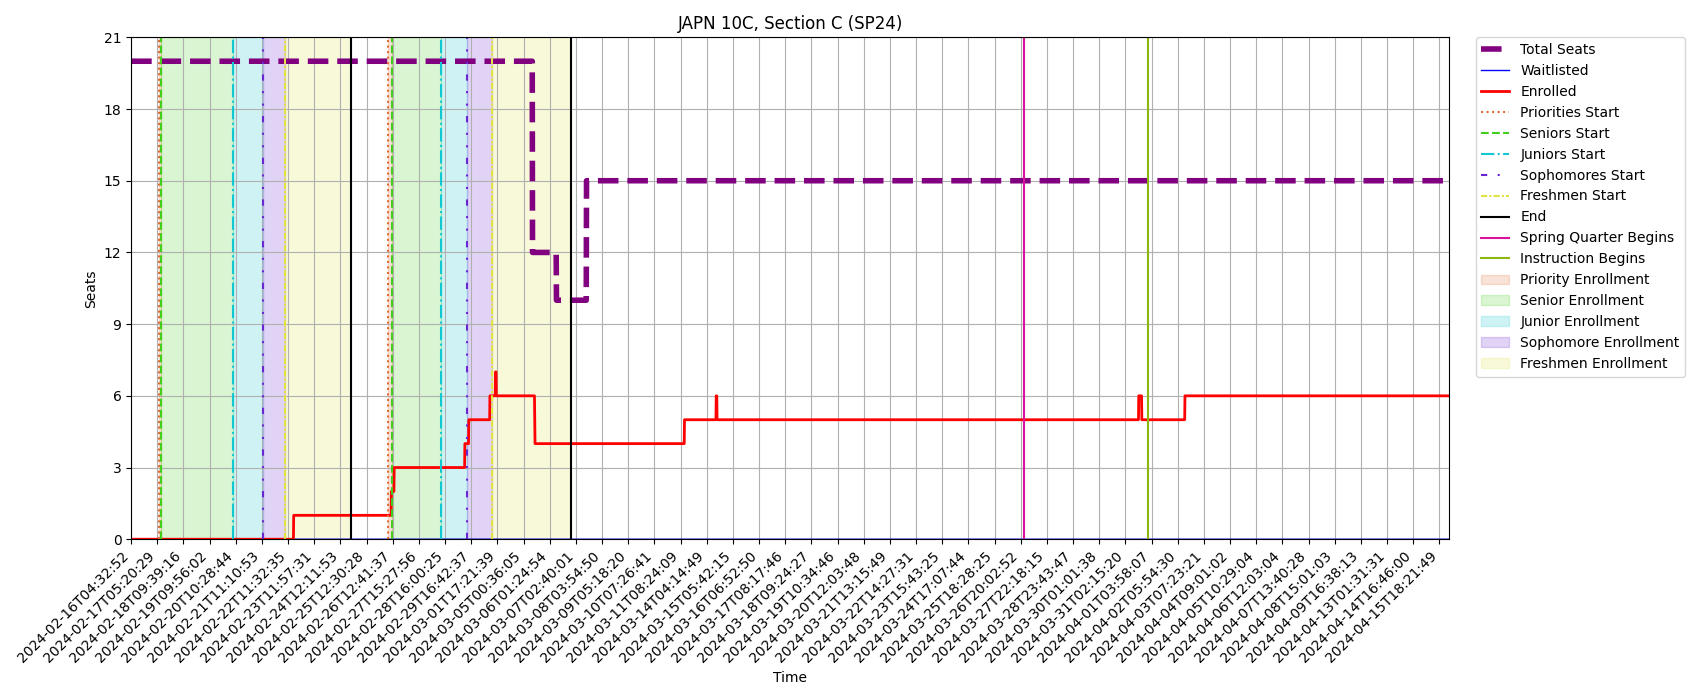 JAPN 10C, Section C (SP24)
Seats
21
18
15
12
9
6
3
0
2024-02-16T04:32:52
2024-02-17T05:20:29
2024-02-18T09:39:16
2024-02-19T09:56:02
2024-02-20T10:28:44
2024-02-21T11:10:53
2024-02-22T11:32:35
2024-02-23T11:57:31
2024-02-24T12:11:53
2024-02-25T12:30:28
2024-02-26T12:41:37
2024-02-27T15:27:56
2024-02-28T16:00:25
2024-02-29T16:42:37
2024-03-01T17:21:39
2024-03-05T00:36:05
2024-03-06T01:24:54
2024-03-07T02:40:01
2024-03-08T03:54:50
2024-03-09T05:18:20
2024-03-10T07:26:41
2024-03-11T08:24:09
2024-03-14T04:14:49
2024-03-15T05:42:15
2024-03-16T06:52:50
2024-03-17T08:17:46
2024-03-18T09:24:27
2024-03-19T10:34:46
2024-03-20T12:03:48
2024-03-21T13:15:49
2024-03-22T14:27:31
2024-03-23T15:43:25
2024-03-24T17:07:44
2024-03-25T18:28:25
2024-03-26T20:02:52
2024-03-27T22:18:15
2024-03-28T23:43:47
2024-03-30T01:01:38
2024-03-31T02:15:20
2024-04-01T03:58:07
2024-04-02T05:54:30
2024-04-03T07:23:21
2024-04-04T09:01:02
2024-04-05T10:29:04
2024-04-06T12:03:04
2024-04-07T13:40:28
2024-04-08T15:01:03
2024-04-09T16:38:13
2024-04-13T01:31:31
2024-04-14T16:46:00
2024-04-15T18:21:49
Time
Total Seats
Waitlisted
Enrolled
Priorities Start
Seniors Start
Juniors Start
Sophomores Start
Freshmen Start
End
Spring Quarter Begins
Instruction Begins
Priority Enrollment
Senior Enrollment
Junior Enrollment
Sophomore Enrollment
Freshmen Enrollment